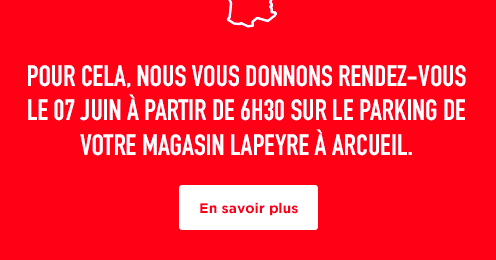 POUR CELA, NOUS VOUS DONNONS RENDEZ-VOUS
LE 07 JUIN À PARTIR DE 6H30 SUR LE PARKING DE
VOTRE MAGASIN LAPEYRE À ARCUEIL.
En savoir plus